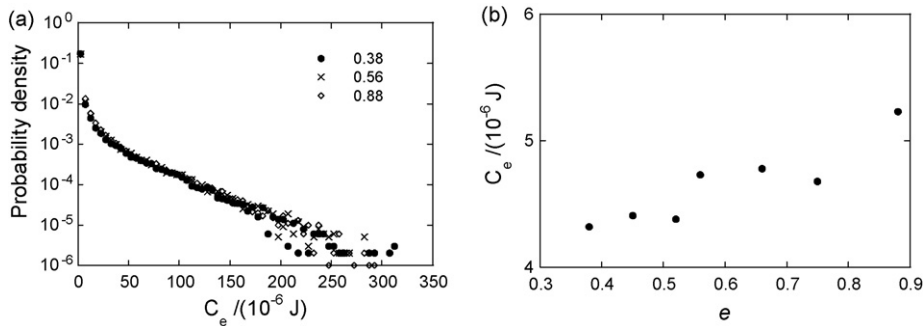 (a)
Probability density
10^0
10^-1
10^-2
10^-3
10^-4
10^-5
10^-6
0 50 100 150 200 250 300 350
C_e /(10^-6 J)
0.38
0.56
0.88
(b)
C_e /(10^-6 J)
6
5
4
0.3 0.4 0.5 0.6 0.7 0.8 0.9
e